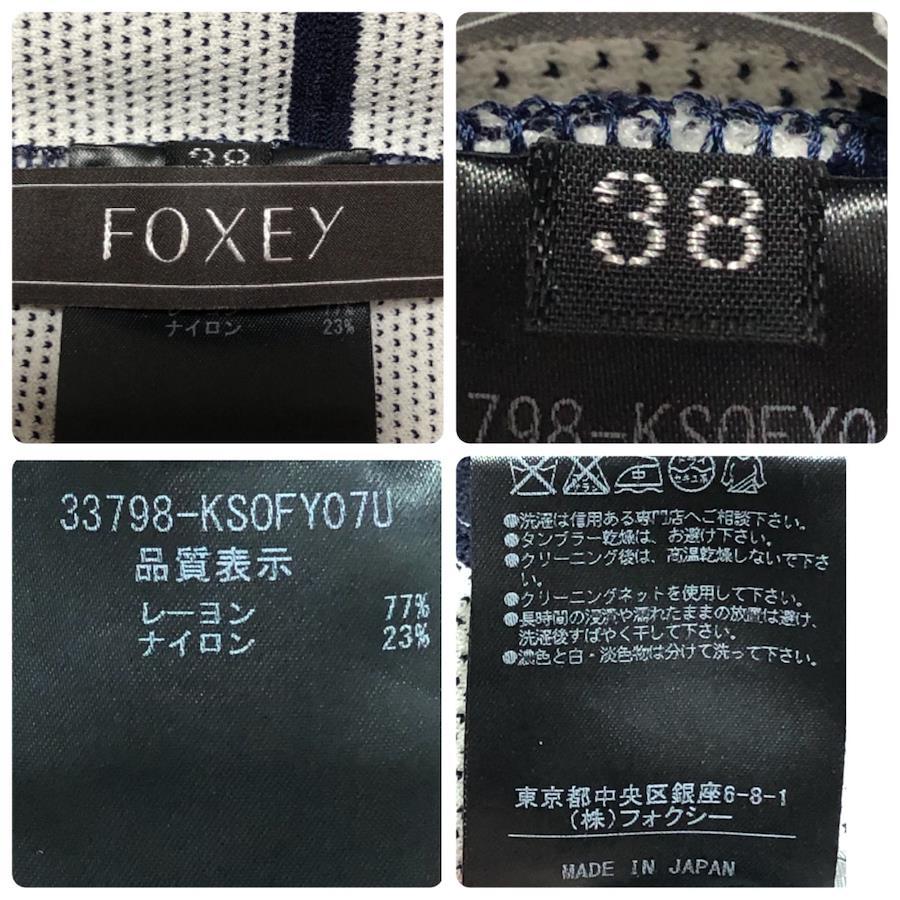 38
FOXEY
ナイロン 23%
38
798-KS0FY0
33798-KS0FY07U
品質表示
レーヨン 77%
ナイロン 23%
●洗濯は信用ある専門店へご相談下さい。
●タンブラー乾燥は、お避け下さい。
●クリーニング後は、高温乾燥しないで下さ
い。
●クリーニングネットを使用して下さい。
●長時間の浸漬や濡れたままの放置は避け、
洗濯後すばやく干して下さい。
●濃色と白・淡色物は分けて洗って下さい。
東京都中央区銀座6-8-1
(株)フォクシー
MADE IN JAPAN